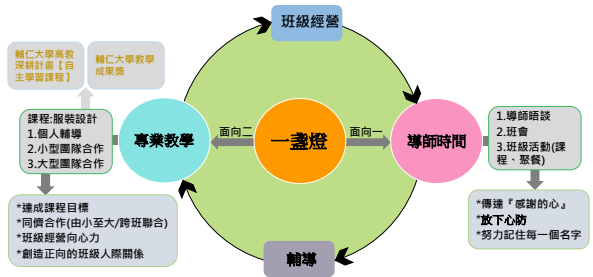 班級經營
輔仁大學高教
深耕計畫【自
主學習課程】
輔仁大學教學
成果獎
課程:服裝設計
1.個人輔導
2.小型團隊合作
3.大型團隊合作
專業教學
面向二
一盞燈
面向一
導師時間
1.導師晤談
2.班會
3.班級活動(課
程、聚餐)
*達成課程目標
*同儕合作(由小至大/跨班聯合)
*班級經營向心力
*創造正向的班級人際關係
*傳達『感謝的心』
*放下心防
*努力記住每一個名字
輔導